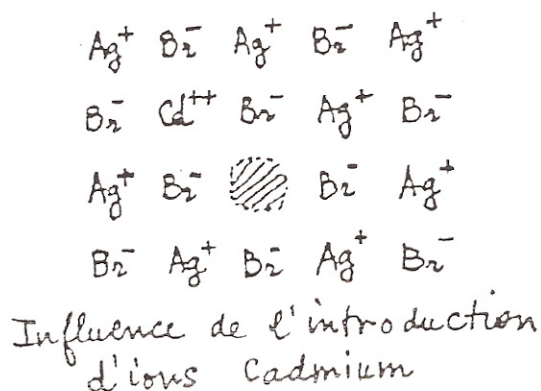 Ag⁺ Br⁻ Ag⁺ Br⁻ Ag⁺
Br⁻ Cd⁺⁺ Br⁻ Ag⁺ Br⁻
Ag⁺ Br⁻ Br⁻ Ag⁺
Br⁻ Ag⁺ Br⁻ Ag⁺ Br⁻
Influence de l'introduction
d'ions Cadmium